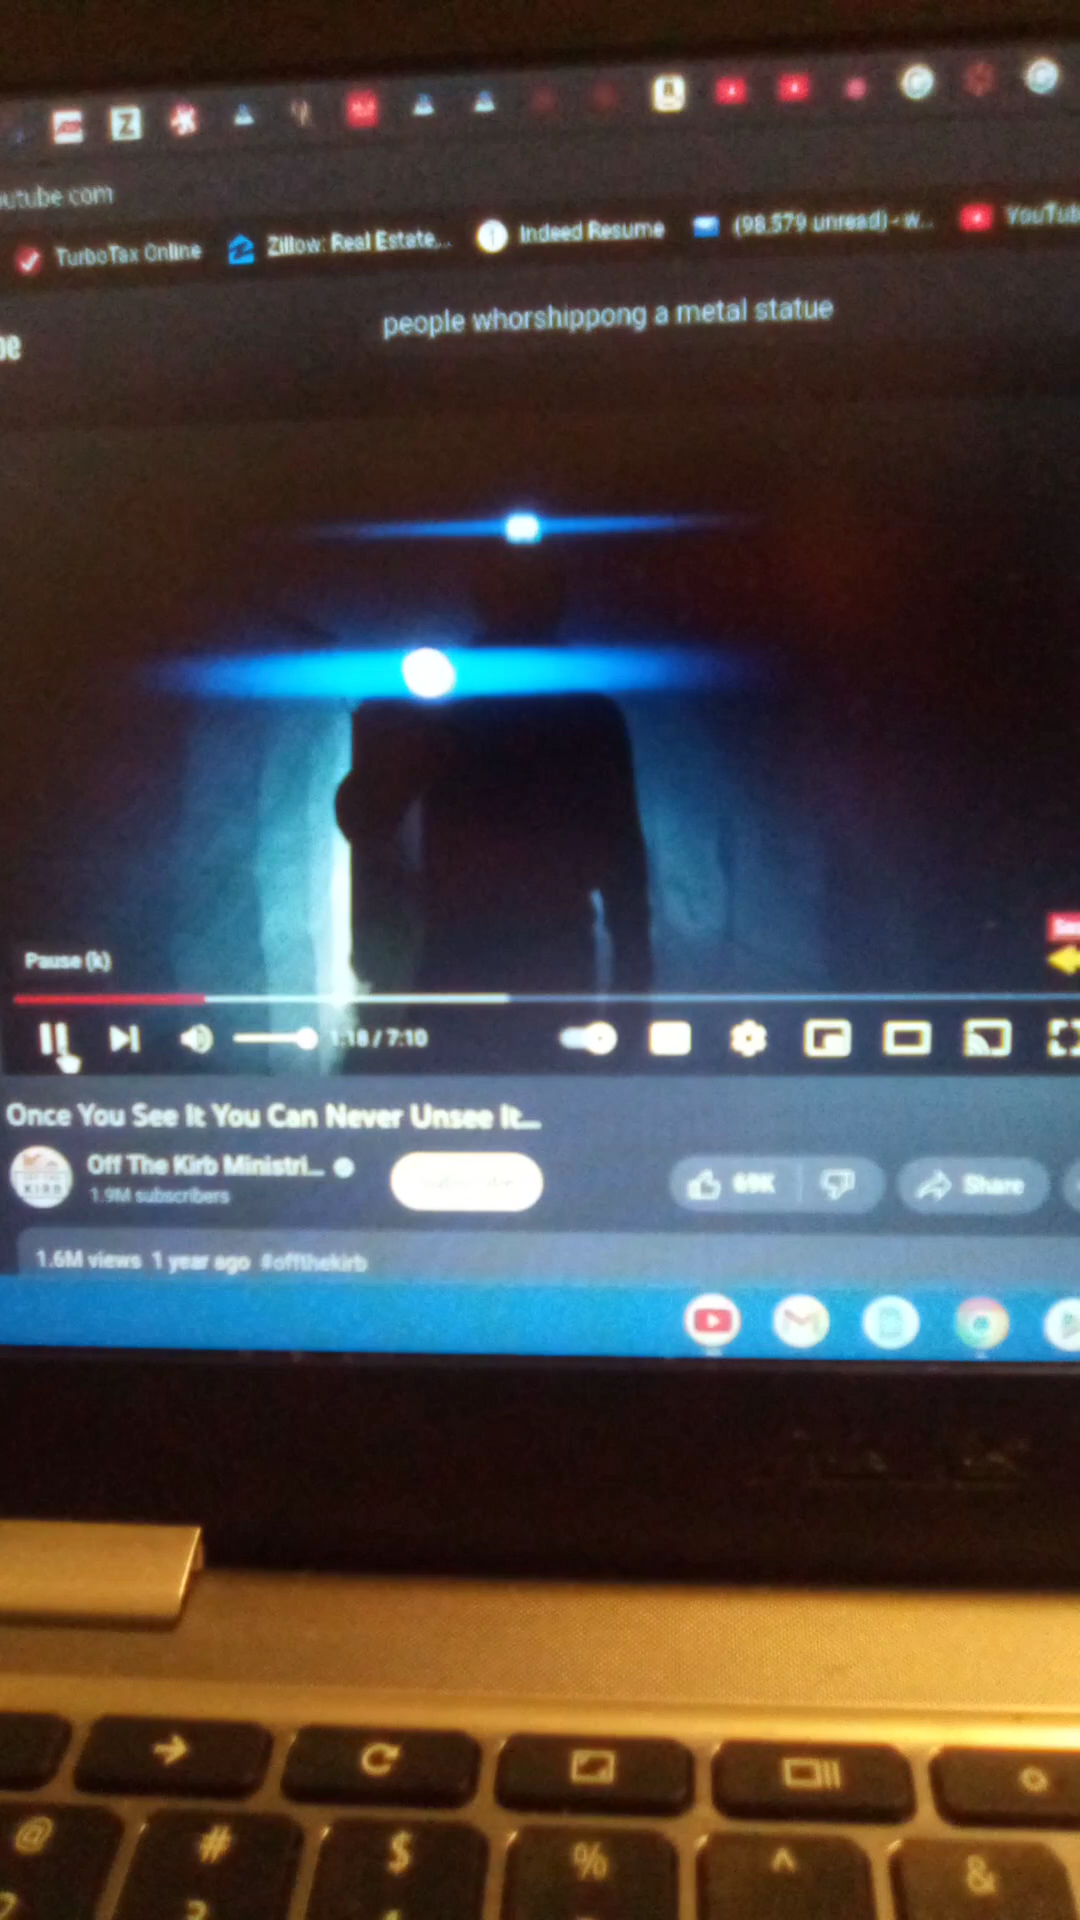 utube.com
TurboTax Online Zillow: Real Estate,... Indeed Resume (98,579 unread) - w... YouTub
be
people whorshippong a metal statue
Pause (k)
1:18 / 7:10
Once You See It You Can Never Unsee It...
Off The Kirb Ministri...
1.9M subscribers
69K Share
1.6M views 1 year ago #offthekirb
@ # $ % ^ &